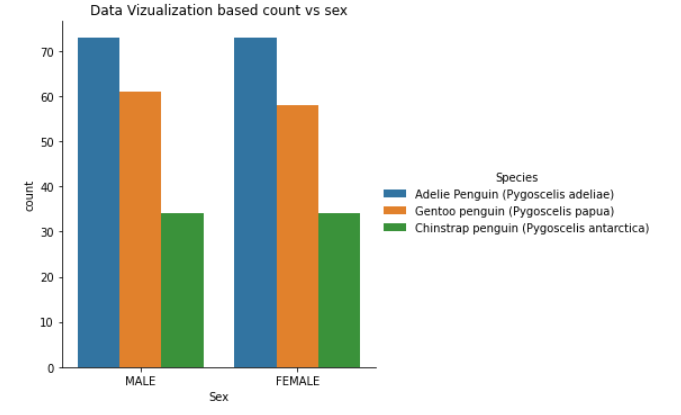 Data Vizualization based count vs sex
70
60
50
40
30
20
10
0
count
MALE
FEMALE
Sex
Species
Adelie Penguin (Pygoscelis adeliae)
Gentoo penguin (Pygoscelis papua)
Chinstrap penguin (Pygoscelis antarctica)